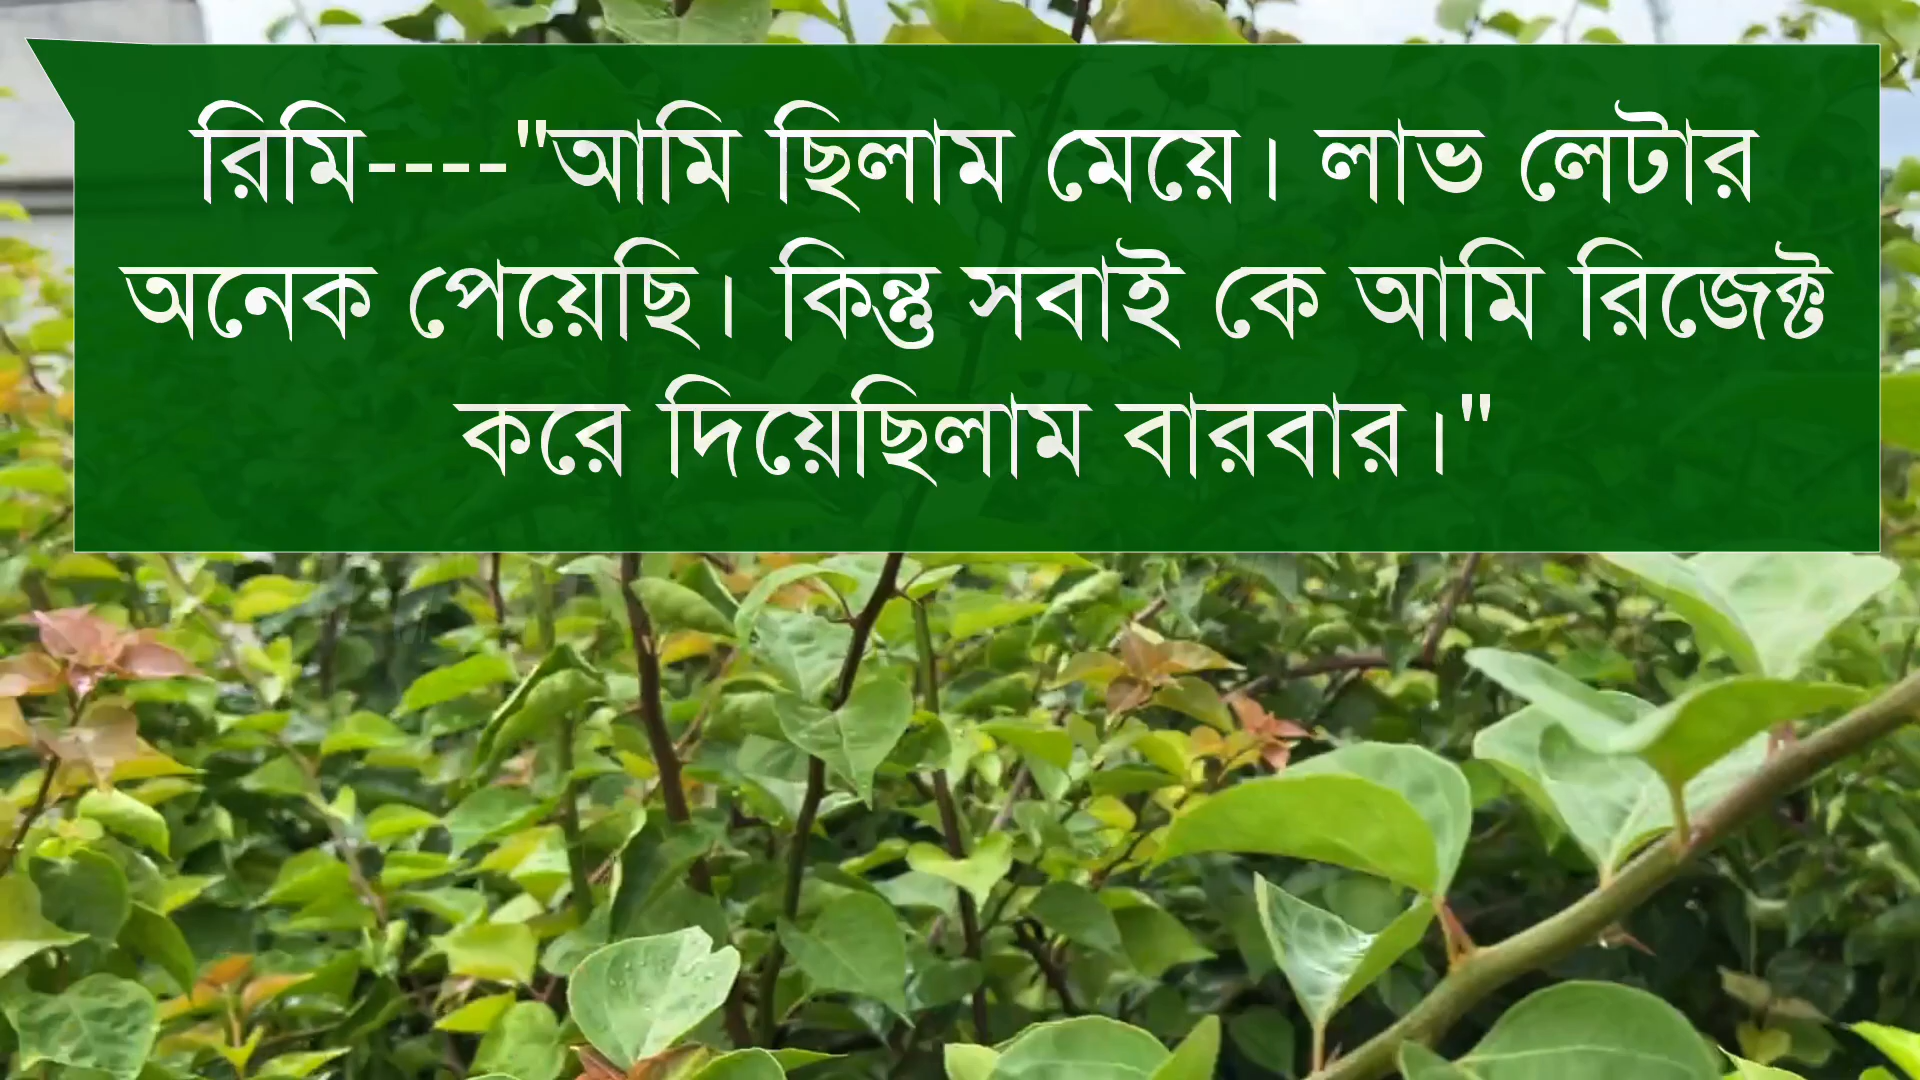 রিমি----"আমি ছিলাম মেয়ে। লাভ লেটার
অনেক পেয়েছি। কিন্তু সবাই কে আমি রিজেক্ট
করে দিয়েছিলাম বারবার।"